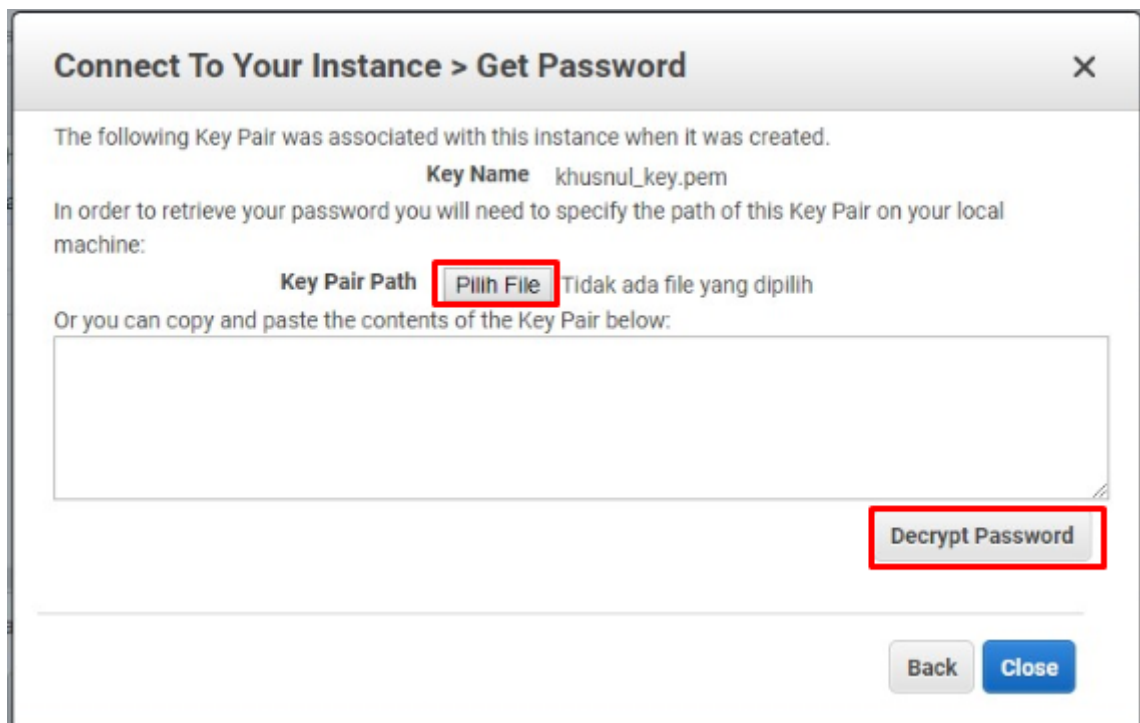 Connect To Your Instance > Get Password
The following Key Pair was associated with this instance when it was created.
Key Name khusnul_key.pem
In order to retrieve your password you will need to specify the path of this Key Pair on your local
machine:
Key Pair Path Pilih File Tidak ada file yang dipilih
Or you can copy and paste the contents of the Key Pair below:
Decrypt Password
Back Close